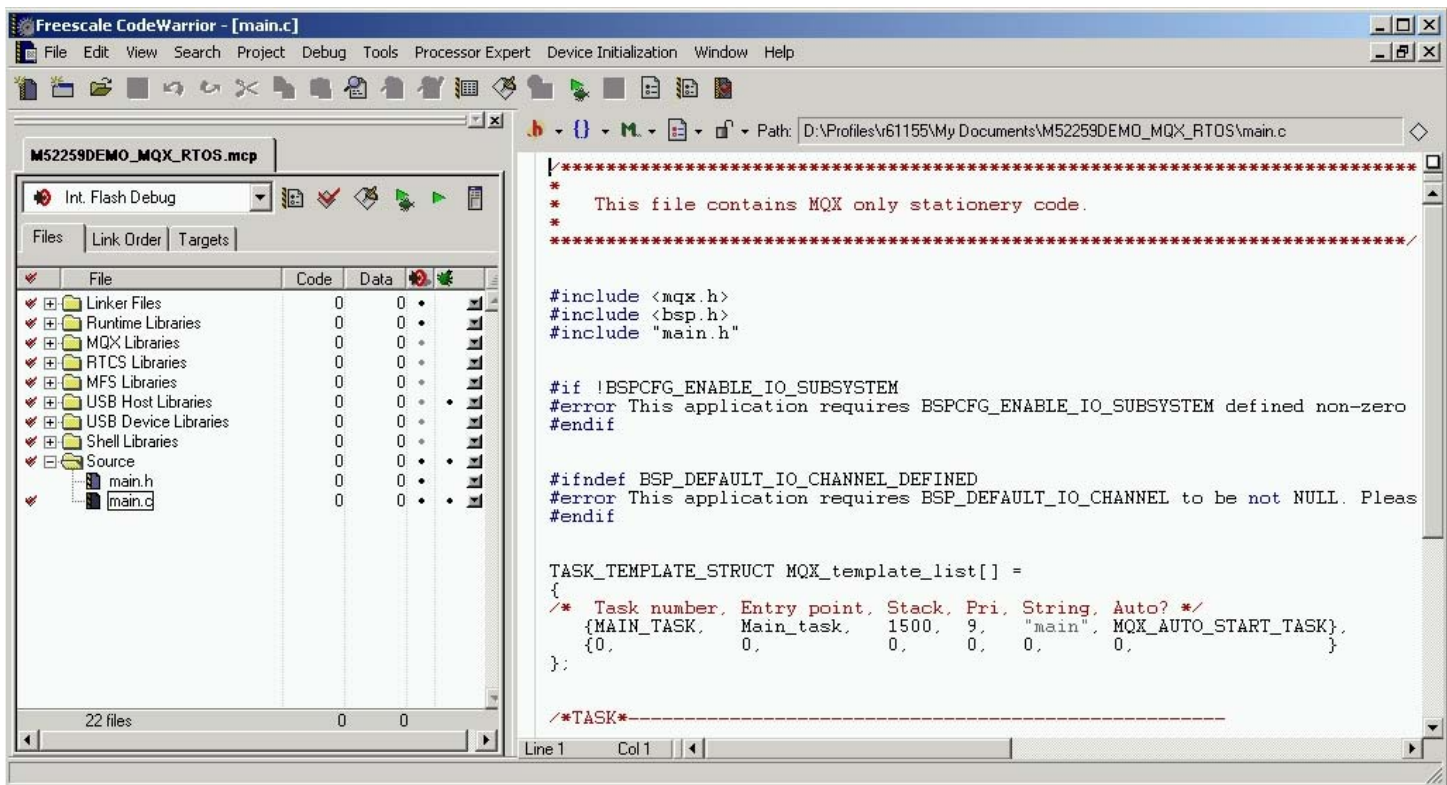 Freescale CodeWarrior - [main.c]
File Edit View Search Project Debug Tools Processor Expert Device Initialization Window Help
M52259DEMO_MQX_RTOS.mcp
Int. Flash Debug
Files Link Order Targets
File Code Data
Linker Files 0 0
Runtime Libraries 0 0
MQX Libraries 0 0
RTCS Libraries 0 0
MFS Libraries 0 0
USB Host Libraries 0 0
USB Device Libraries 0 0
Shell Libraries 0 0
Source 0 0
main.h 0 0
main.c 0 0
22 files 0 0
.h {} M. Path: D:\Profiles\r61155\My Documents\M52259DEMO_MQX_RTOS\main.c
/****************************************************************************
*
* This file contains MQX only stationery code.
*
****************************************************************************/
#include <mqx.h>
#include <bsp.h>
#include "main.h"
#if !BSPCFG_ENABLE_IO_SUBSYSTEM
#error This application requires BSPCFG_ENABLE_IO_SUBSYSTEM defined non-zero
#endif
#ifndef BSP_DEFAULT_IO_CHANNEL_DEFINED
#error This application requires BSP_DEFAULT_IO_CHANNEL to be not NULL. Pleas
#endif
TASK_TEMPLATE_STRUCT MQX_template_list[] =
{
/* Task number, Entry point, Stack, Pri, String, Auto? */
{MAIN_TASK, Main_task, 1500, 9, "main", MQX_AUTO_START_TASK},
{0, 0, 0, 0, 0, 0, }
};
/*TASK*-----------------------------------------------------
Line 1 Col 1